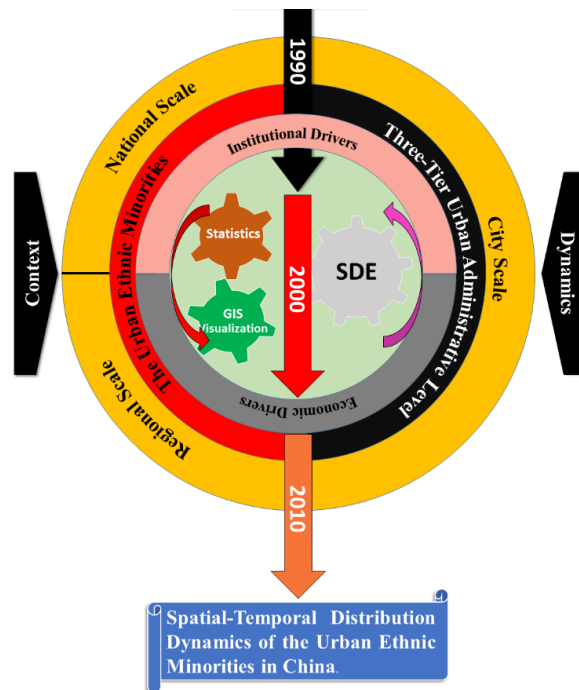 1990
National Scale
Institutional Drivers
Three-Tier Urban Administrative Level
The Urban Ethnic Minorities
City Scale
Context
Dynamics
Statistics
SDE
2000
GIS
Visualization
Regional Scale
Economic Drivers
2010
Spatial-Temporal Distribution
Dynamics of the Urban Ethnic
Minorities in China.